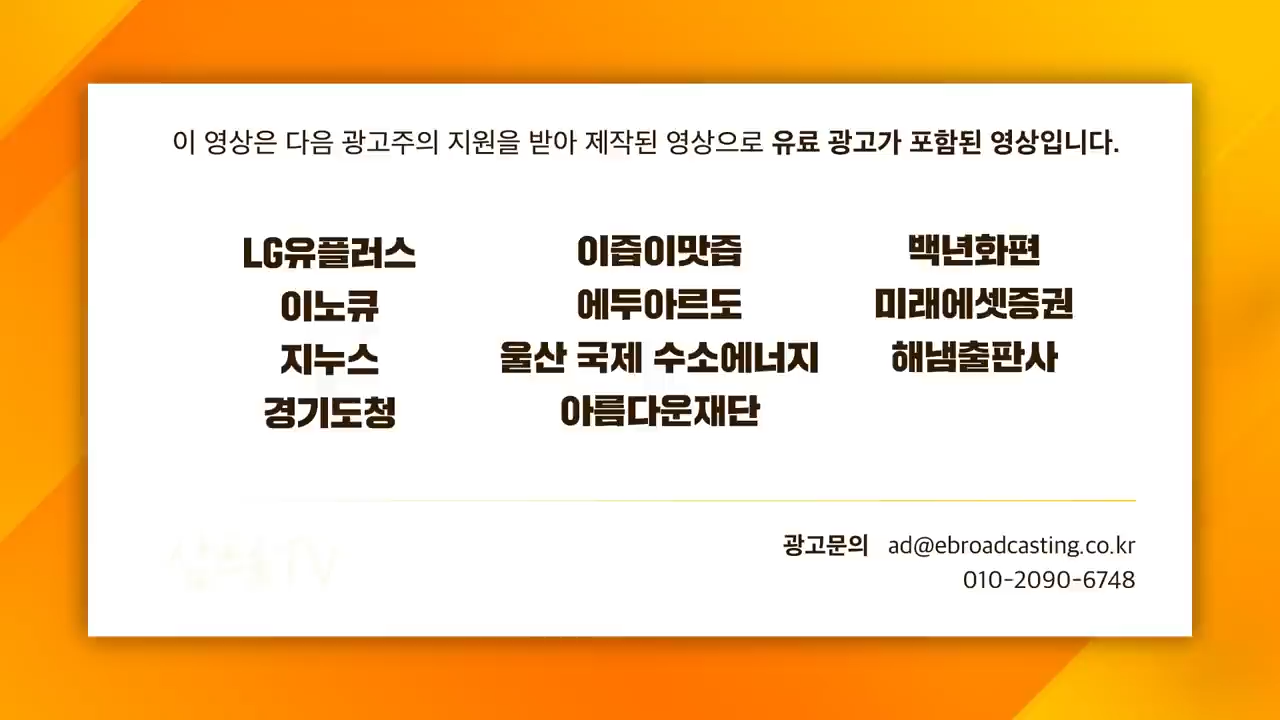 이 영상은 다음 광고주의 지원을 받아 제작된 영상으로 유료 광고가 포함된 영상입니다.
LG유플러스 이즙이맛즙 백년화편
이노큐 에두아르도 미래에셋증권
지누스 울산 국제 수소에너지 해냄출판사
경기도청 아름다운재단
광고문의 ad@ebroadcasting.co.kr
010-2090-6748